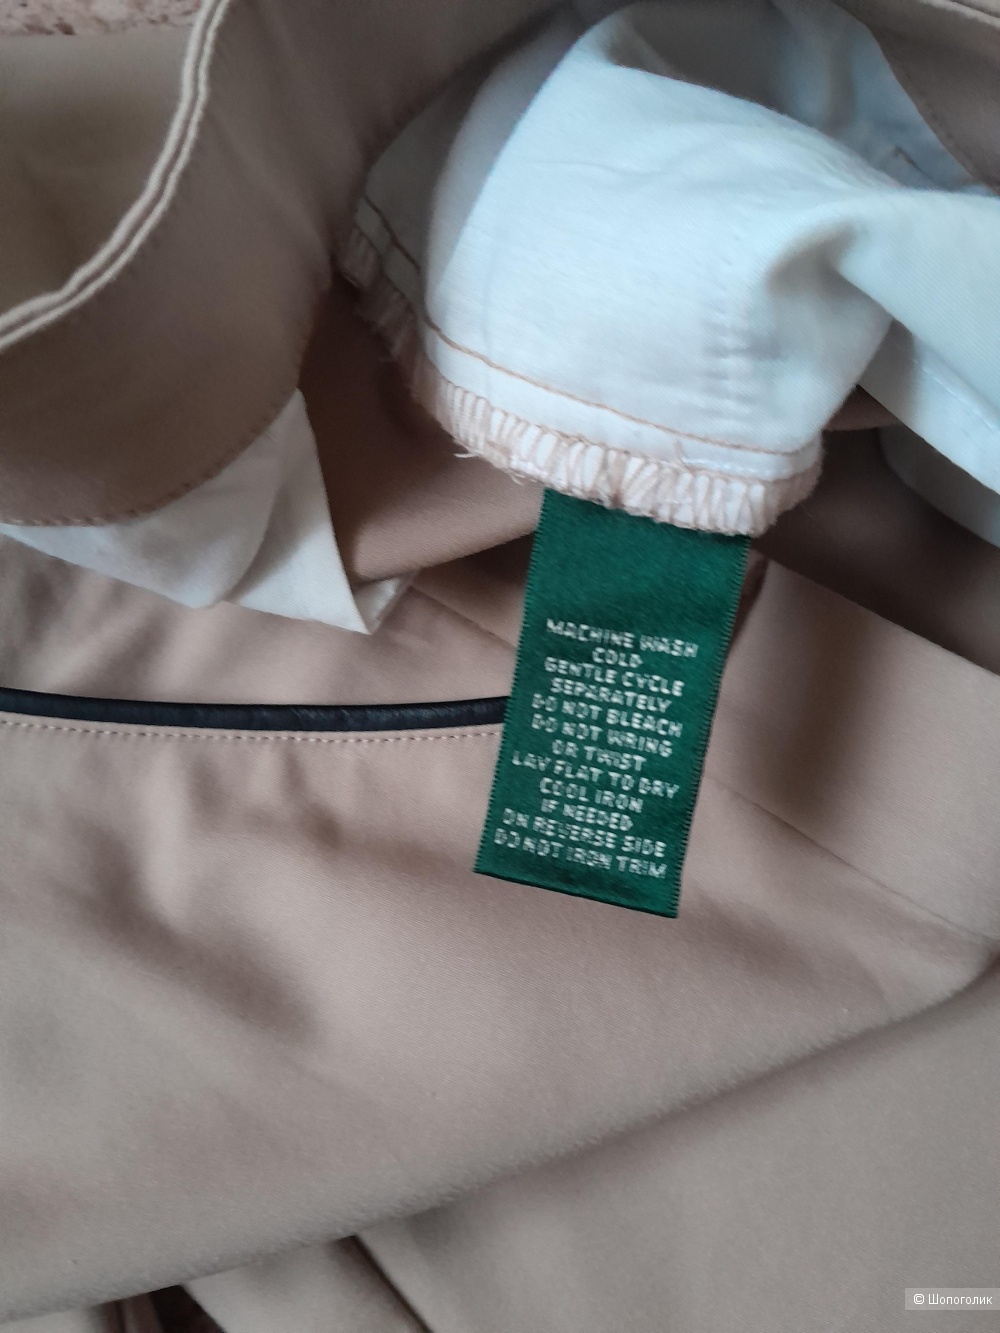 MACHINE WASH
COLD
GENTLE CYCLE
SEPARATELY
DO NOT BLEACH
DO NOT WRING
OR TWIST
LAY FLAT TO DRY
COOL IRON
IF NEEDED
ON REVERSE SIDE
DO NOT IRON TRIM
© Шопоголик